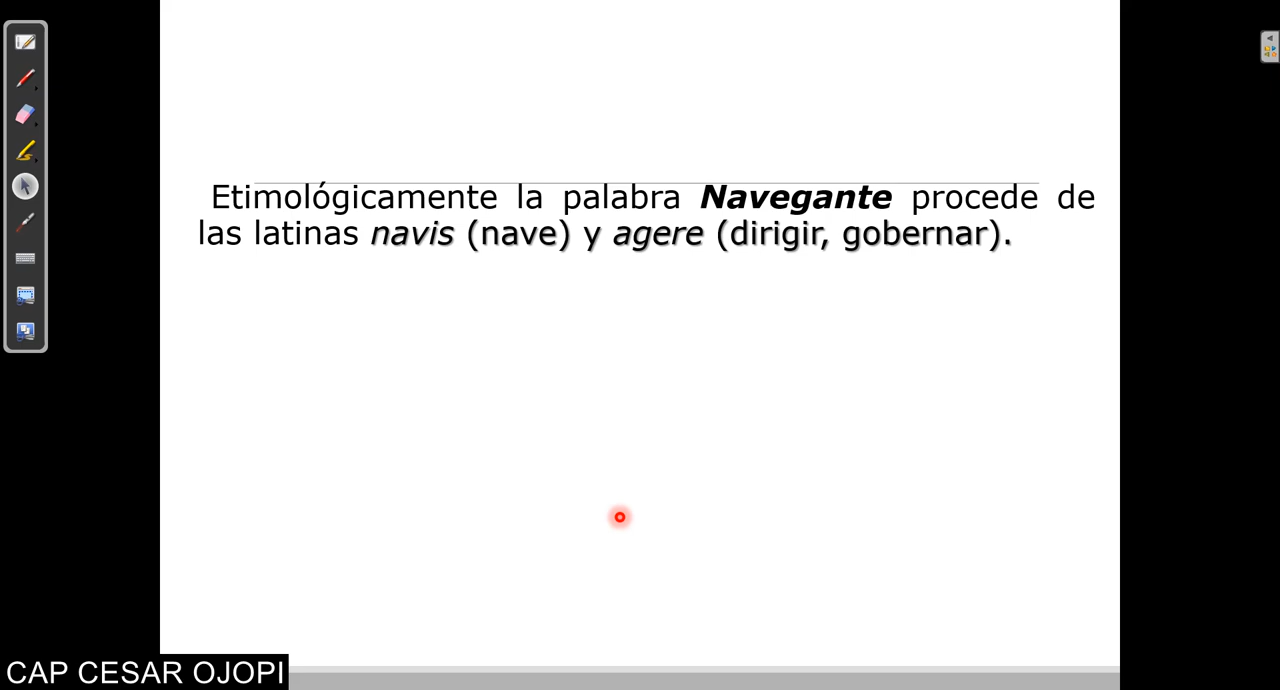 Etimológicamente la palabra Navegante procede de
las latinas navis (nave) y agere (dirigir, gobernar).
CAP CESAR OJOPI